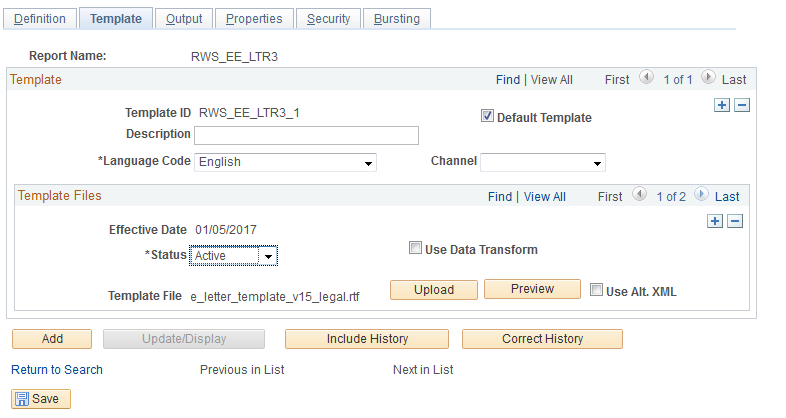 Definition Template Output Properties Security Bursting
Report Name: RWS_EE_LTR3
Template Find | View All First 1 of 1 Last
Template ID RWS_EE_LTR3_1 Default Template
Description
*Language Code English Channel
Template Files Find | View All First 1 of 2 Last
Effective Date 01/05/2017
*Status Active Use Data Transform
Template File e_letter_template_v15_legal.rtf Upload Preview Use Alt. XML
Add Update/Display Include History Correct History
Return to Search Previous in List Next in List
Save